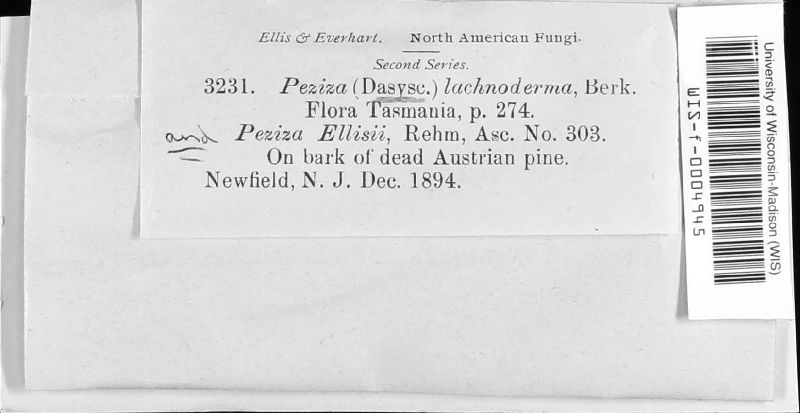 Ellis & Everhart. North American Fungi.
Second Series.
3231. Peziza (Dasysc.) lachnoderma, Berk.
Flora Tasmania, p. 274.
and Peziza Ellisii, Rehm, Asc. No. 303.
On bark of dead Austrian pine.
Newfield, N. J. Dec. 1894.
University of Wisconsin-Madison (WIS)
WIS-f-0004945